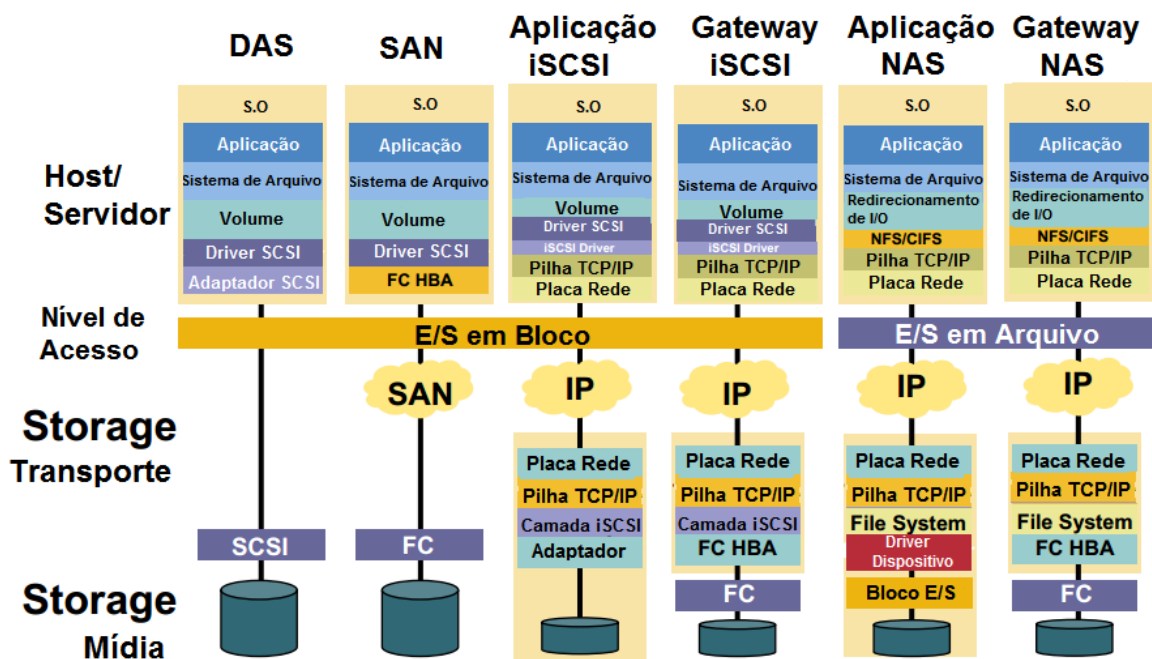 DAS
SAN
Aplicação
iSCSI
Gateway
iSCSI
Aplicação
NAS
Gateway
NAS
Host/
Servidor
S.O
Aplicação
Sistema de Arquivo
Volume
Driver SCSI
Adaptador SCSI
S.O
Aplicação
Sistema de Arquivo
Volume
Driver SCSI
FC HBA
S.O
Aplicação
Sistema de Arquivo
Volume
Driver SCSI
iSCSI Driver
Pilha TCP/IP
Placa Rede
S.O
Aplicação
Sistema de Arquivo
Volume
Driver SCSI
iSCSI Driver
Pilha TCP/IP
Placa Rede
S.O
Aplicação
Sistema de Arquivo
Redirecionamento
de I/O
NFS/CIFS
Pilha TCP/IP
Placa Rede
S.O
Aplicação
Sistema de Arquivo
Redirecionamento
de I/O
NFS/CIFS
Pilha TCP/IP
Placa Rede
Nível de
Acesso
E/S em Bloco
E/S em Arquivo
Storage
Transporte
SAN
IP
IP
IP
IP
Placa Rede
Pilha TCP/IP
Camada iSCSI
Adaptador
Placa Rede
Pilha TCP/IP
Camada iSCSI
FC HBA
Placa Rede
Pilha TCP/IP
File System
Driver
Dispositivo
Bloco E/S
Placa Rede
Pilha TCP/IP
File System
FC HBA
SCSI
FC
FC
FC
Storage
Mídia